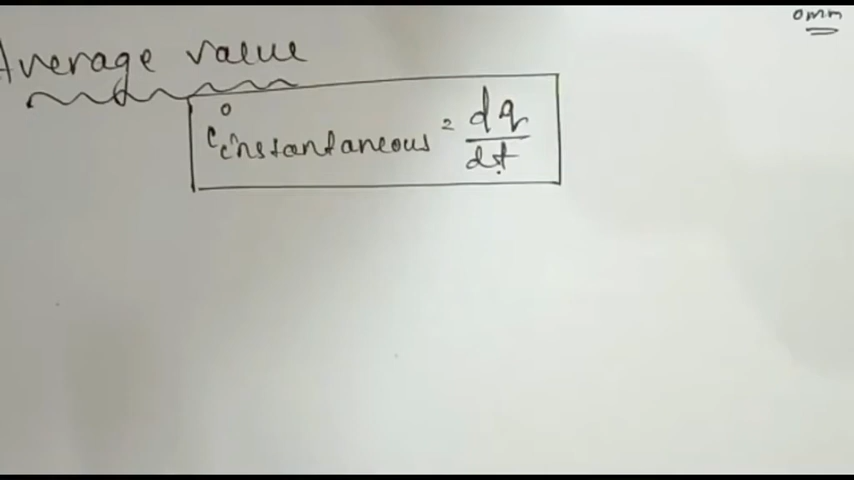 omm
Average value
i instantaneous = dq/dt